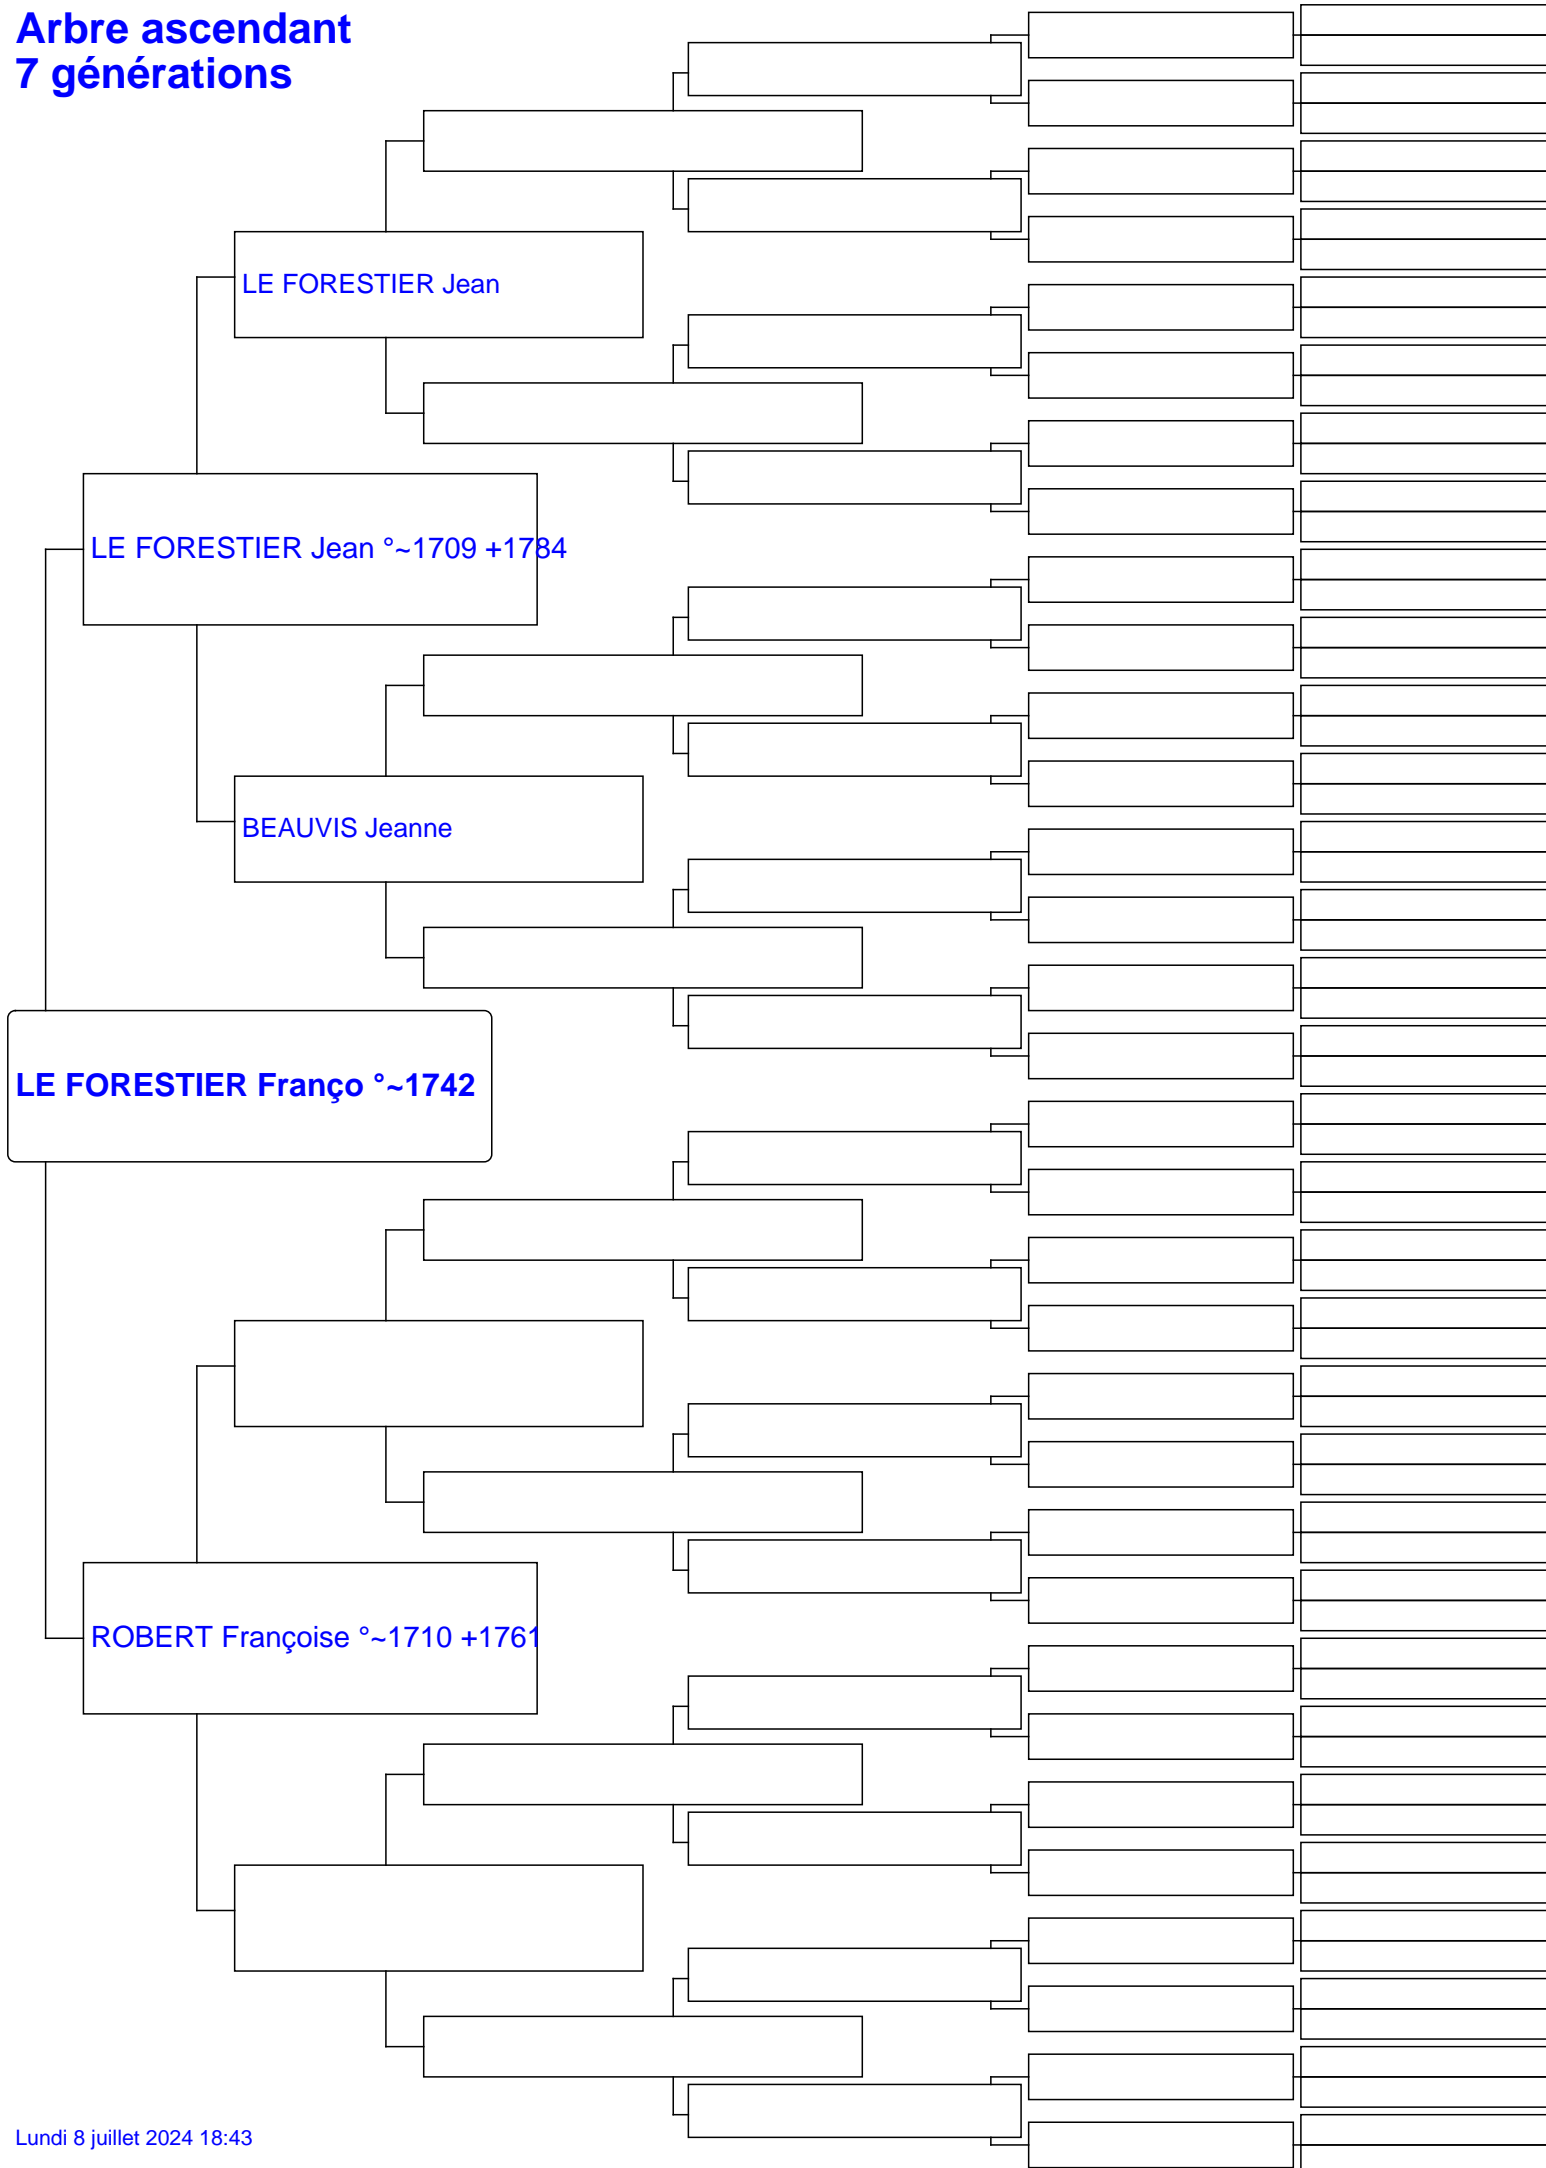 Arbre ascendant
7 générations
LE FORESTIER Jean
LE FORESTIER Jean °~1709 +1784
BEAUVIS Jeanne
LE FORESTIER Franço °~1742
ROBERT Françoise °~1710 +1761
Lundi 8 juillet 2024 18:43